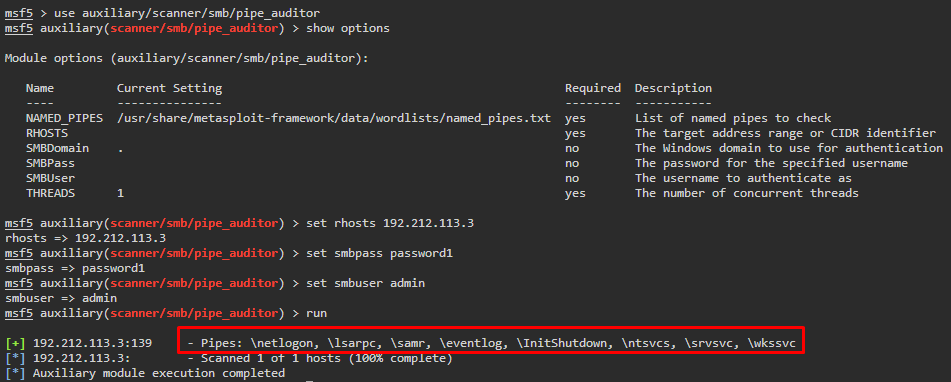 msf5 > use auxiliary/scanner/smb/pipe_auditor
msf5 auxiliary(scanner/smb/pipe_auditor) > show options
Module options (auxiliary/scanner/smb/pipe_auditor):
Name Current Setting Required Description
---- --------------- -------- -----------
NAMED_PIPES /usr/share/metasploit-framework/data/wordlists/named_pipes.txt yes List of named pipes to check
RHOSTS yes The target address range or CIDR identifier
SMBDomain . no The Windows domain to use for authentication
SMBPass no The password for the specified username
SMBUser no The username to authenticate as
THREADS 1 yes The number of concurrent threads
msf5 auxiliary(scanner/smb/pipe_auditor) > set rhosts 192.212.113.3
rhosts => 192.212.113.3
msf5 auxiliary(scanner/smb/pipe_auditor) > set smbpass password1
smbpass => password1
msf5 auxiliary(scanner/smb/pipe_auditor) > set smbuser admin
smbuser => admin
msf5 auxiliary(scanner/smb/pipe_auditor) > run
[+] 192.212.113.3:139 - Pipes: \netlogon, \lsarpc, \samr, \eventlog, \InitShutdown, \ntsvcs, \srvsvc, \wkssvc
[*] 192.212.113.3: - Scanned 1 of 1 hosts (100% complete)
[*] Auxiliary module execution completed